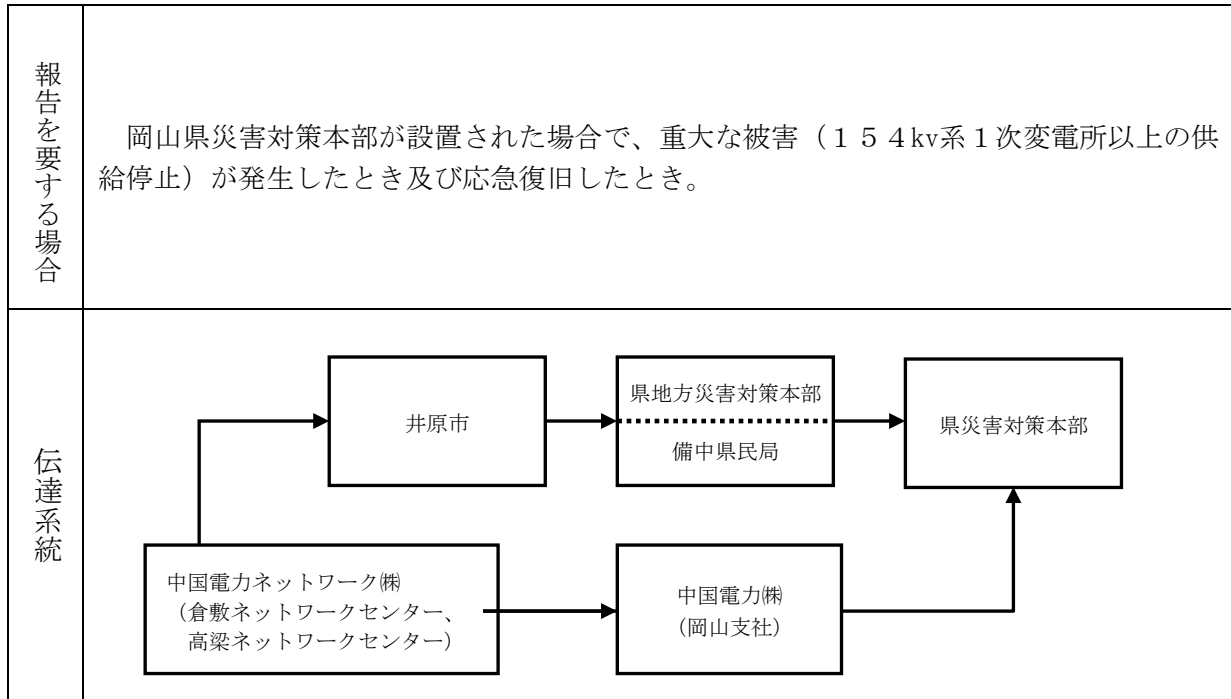 報告を要する場合
　岡山県災害対策本部が設置された場合で、重大な被害（１５４kv系１次変電所以上の供
給停止）が発生したとき及び応急復旧したとき。
伝達系統
井原市
県地方災害対策本部
備中県民局
県災害対策本部
中国電力ネットワーク㈱
（倉敷ネットワークセンター、
高梁ネットワークセンター）
中国電力㈱
(岡山支社)